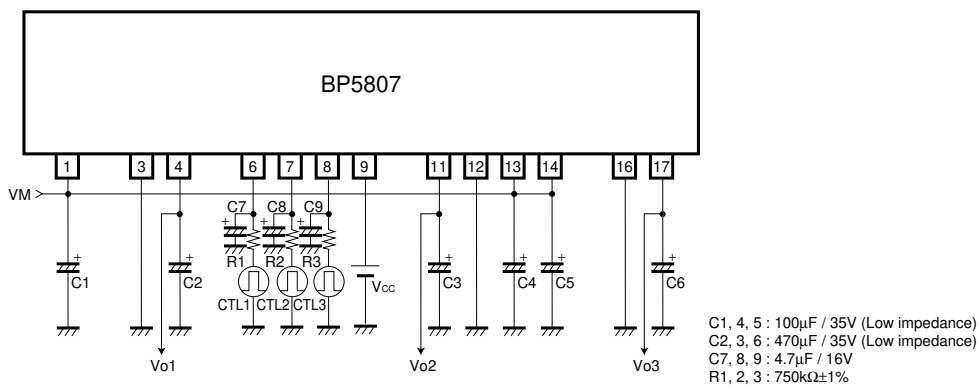 BP5807
1 3 4 6 7 8 9 11 12 13 14 16 17
VM
C7 C8 C9
R1 R2 R3
C1 C2 Vcc C3 C4 C5 C6
CTL1 CTL2 CTL3
Vo1 Vo2 Vo3
C1, 4, 5 : 100μF / 35V (Low impedance)
C2, 3, 6 : 470μF / 35V (Low impedance)
C7, 8, 9 : 4.7μF / 16V
R1, 2, 3 : 750kΩ±1%